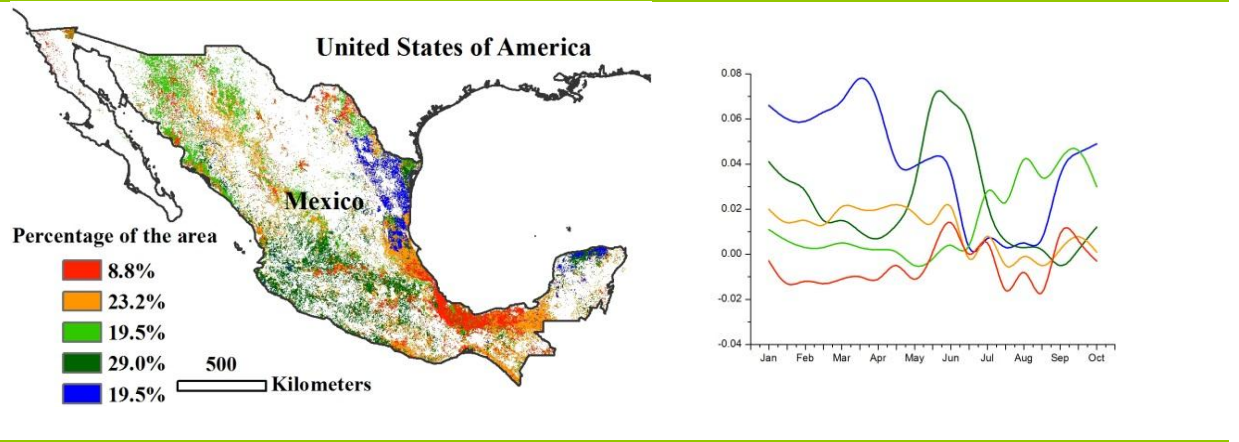 United States of America
Mexico
Percentage of the area
8.8%
23.2%
19.5%
29.0%
19.5%
500
Kilometers
0.08
0.06
0.04
0.02
0.00
-0.02
-0.04
Jan Feb Mar Apr May Jun Jul Aug Sep Oct